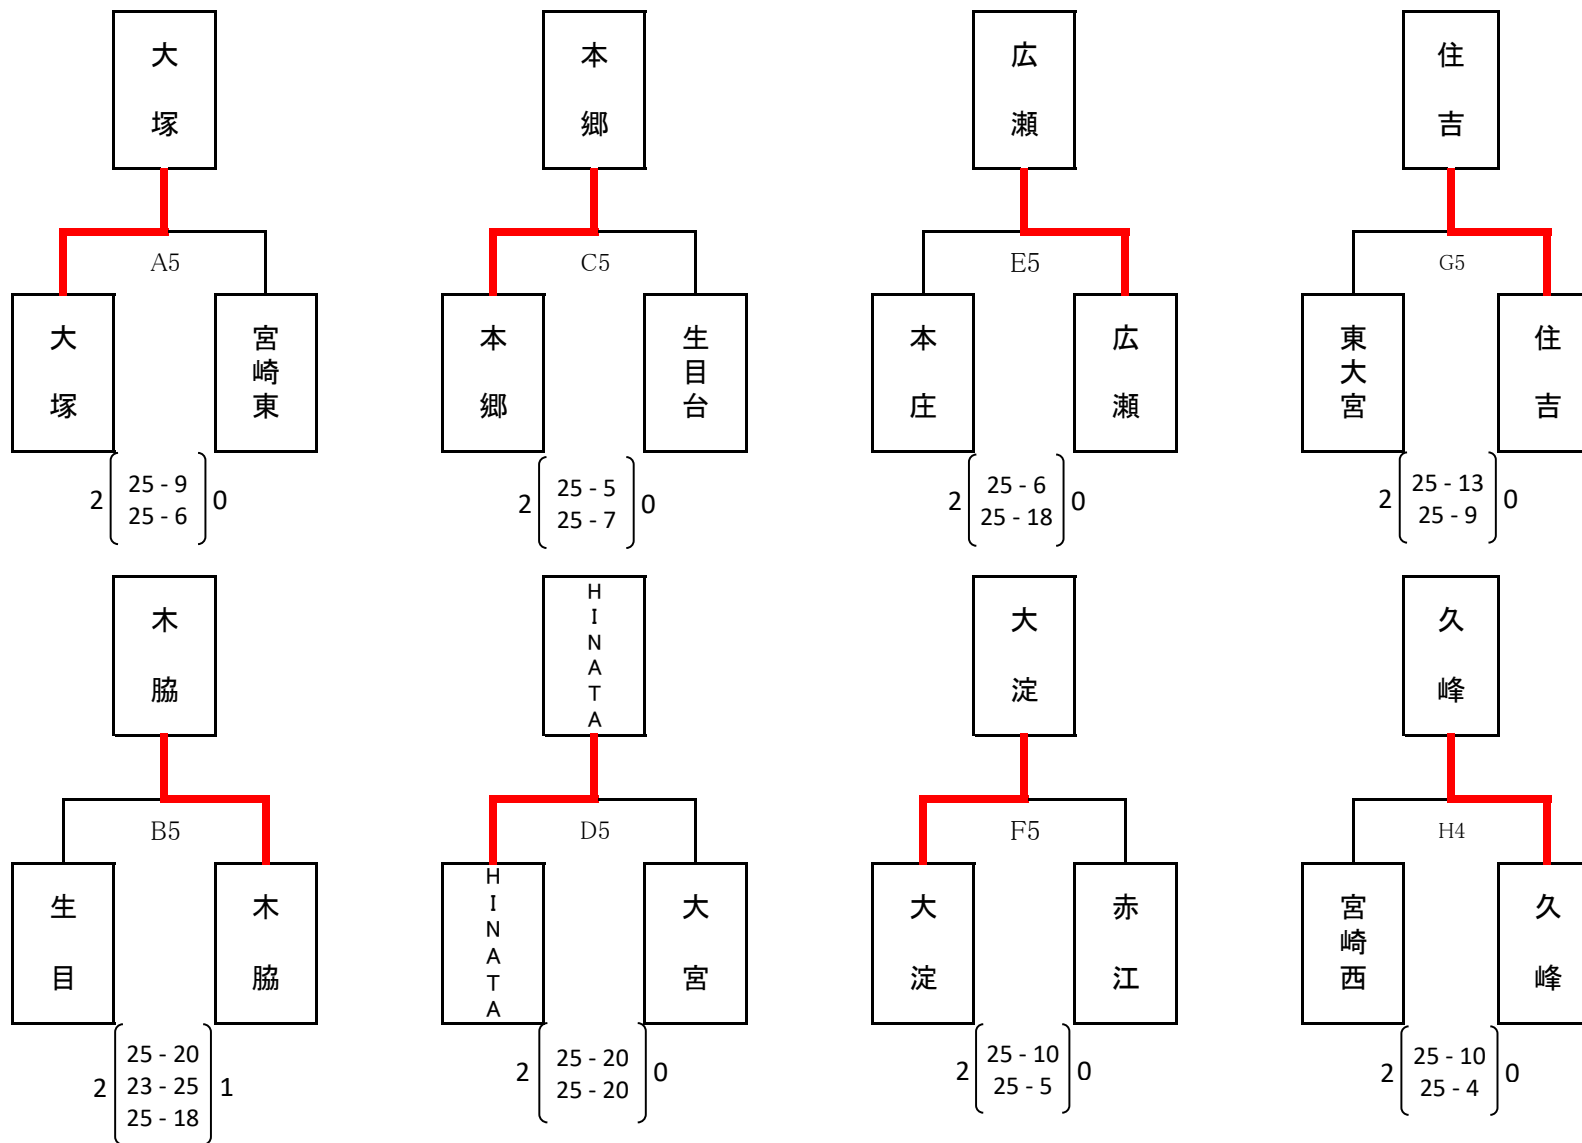 大塚
本郷
広瀬
住吉
A5
C5
E5
G5
大塚
宮崎東
本郷
生目台
本庄
広瀬
東大宮
住吉
2 25 - 9 0
25 - 6
2 25 - 5 0
25 - 7
2 25 - 6 0
25 - 18
2 25 - 13 0
25 - 9
木脇
HINATA
大淀
久峰
B5
D5
F5
H4
生目
木脇
HINATA
大宮
大淀
赤江
宮崎西
久峰
25 - 20
2 23 - 25 1
25 - 18
2 25 - 20 0
25 - 20
2 25 - 10 0
25 - 5
2 25 - 10 0
25 - 4